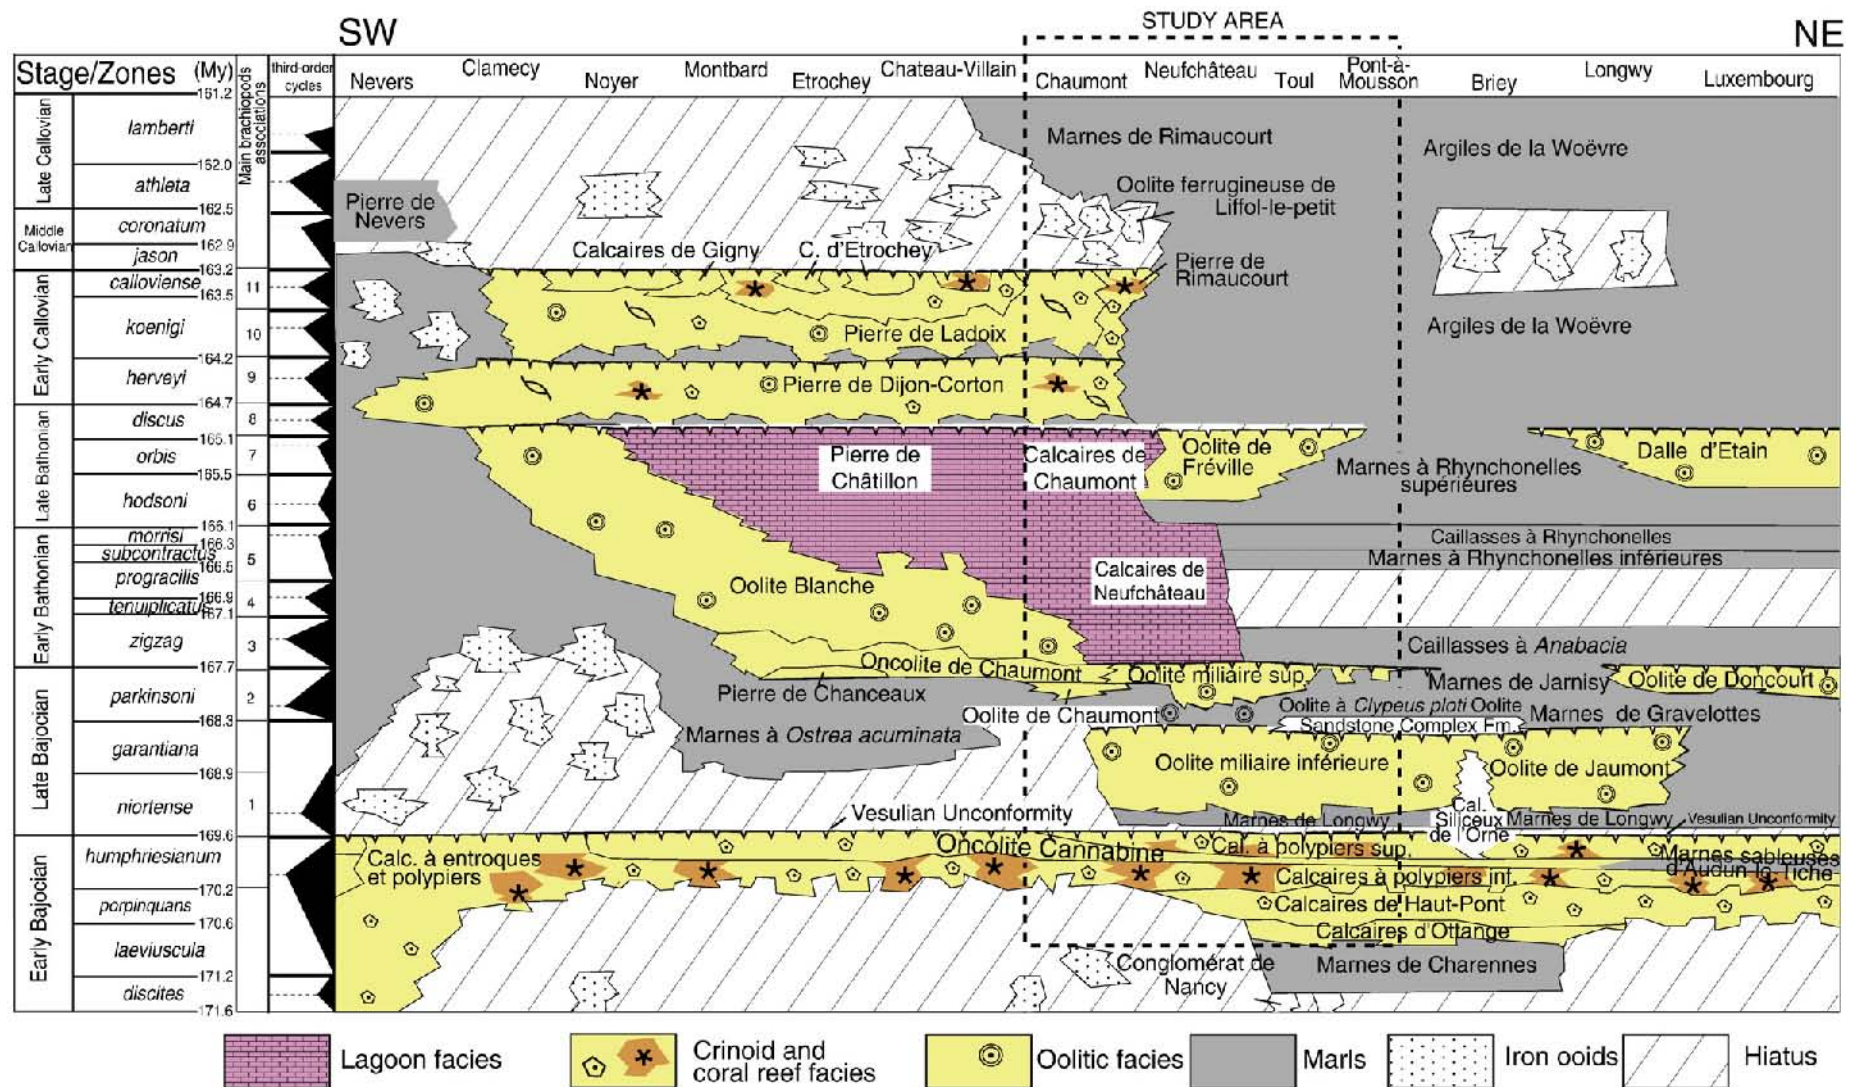 SW
STUDY AREA
NE
Stage/Zones (My)
Main brachiopods associations
third-order cycles
Nevers
Clamecy
Noyer
Montbard
Etrochey
Chateau-Villain
Chaumont
Neufchâteau
Toul
Pont-à-Mousson
Briey
Longwy
Luxembourg
161.2
Late Callovian
lamberti
162.0
athleta
162.5
Middle Callovian
coronatum
162.9
jason
163.2
Early Callovian
calloviense
163.5
11
koenigi
10
164.2
herveyi
9
164.7
Late Bathonian
discus
8
165.1
orbis
7
165.5
hodsoni
6
166.1
Early Bathonian
morrisi
166.3
subcontractus
166.5
5
progracilis
166.9
tenuiplicatus
167.1
4
zigzag
3
167.7
Late Bajocian
parkinsoni
2
168.3
garantiana
168.9
niortense
1
169.6
Early Bajocian
humphriesianum
170.2
porpinquans
170.6
laeviuscula
171.2
discites
171.6
Marnes de Rimaucourt
Argiles de la Woëvre
Pierre de
Nevers
Oolite ferrugineuse de
Liffol-le-petit
Calcaires de Gigny
C. d'Etrochey
Pierre de
Rimaucourt
Pierre de Ladoix
Argiles de la Woëvre
Pierre de Dijon-Corton
Pierre de
Châtillon
Calcaires de
Chaumont
Oolite de
Fréville
Marnes à Rhynchonelles
supérieures
Dalle d'Etain
Caillasses à Rhynchonelles
Marnes à Rhynchonelles inférieures
Oolite Blanche
Calcaires de
Neufchâteau
Caillasses à Anabacia
Oncolite de Chaumont
Oolite miliaire sup.
Marnes de Jarnisy
Oolite de Doncourt
Pierre de Chanceaux
Oolite de Chaumont
Oolite à Clypeus ploti Oolite
Marnes de Gravelottes
Sandstone Complex Fm.
Marnes à Ostrea acuminata
Oolite miliaire inférieure
Oolite de Jaumont
Vesulian Unconformity
Marnes de Longwy
Cal.
Siliceux
de l'Orne
Marnes de Longwy
Vesulian Unconformity
Calc. à entroques
et polypiers
Oncolite Cannabine
Cal. à polypiers sup.
Marnes sableuses
d'Audun-le-Tiche
Calcaires à polypiers inf.
Calcaires de Haut-Pont
Calcaires d'Ottange
Conglomérat de
Nancy
Marnes de Charennes
Lagoon facies
Crinoid and
coral reef facies
Oolitic facies
Marls
Iron ooids
Hiatus